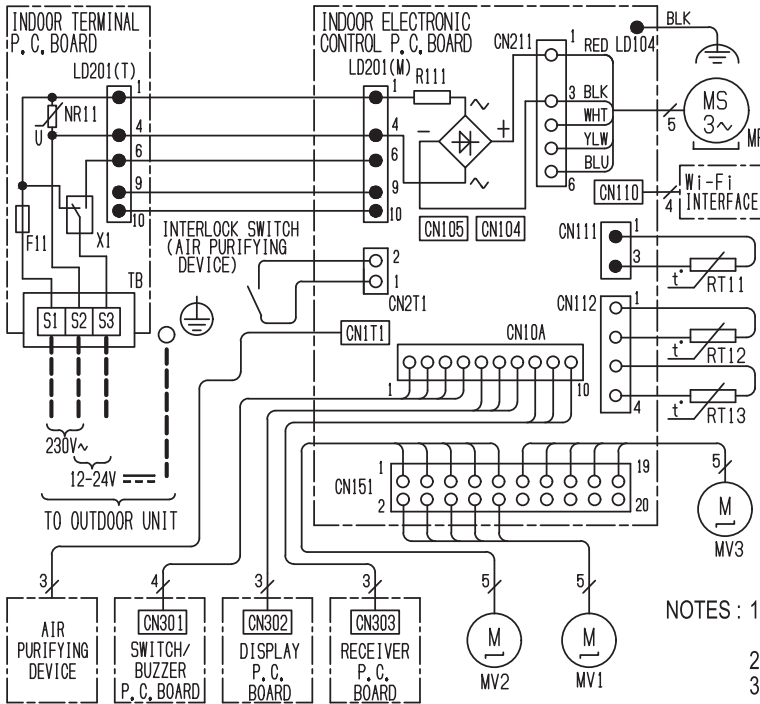 INDOOR TERMINAL
P.C.BOARD
LD201(T)
1
4
6
9
10
NR11
U
F11
X1
TB
S1 S2 S3
230V~
12-24V
TO OUTDOOR UNIT
INDOOR ELECTRONIC
CONTROL P.C.BOARD
LD201(M)
1
4
6
9
10
R111
~
~
-
+
CN211
1
3
6
RED
BLK
WHT
YLW
BLU
LD104
BLK
5
MS
3~
CN110
4
Wi-Fi
INTERFACE
CN105
CN104
INTERLOCK SWITCH
(AIR PURIFYING
DEVICE)
2
1
CN2T1
CN1T1
CN111
1
3
t°
RT11
CN112
1
4
t°
RT12
t°
RT13
CN10A
1
10
CN151
1
2
19
20
5
M
MV3
3
AIR
PURIFYING
DEVICE
4
CN301
SWITCH/
BUZZER
P.C.BOARD
3
CN302
DISPLAY
P.C.
BOARD
3
CN303
RECEIVER
P.C.
BOARD
5
M
MV2
5
M
MV1
NOTES : 1
2
3